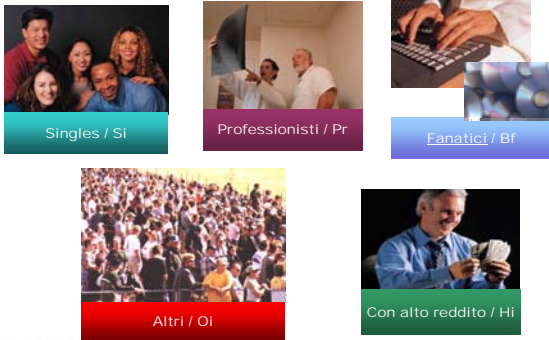 Singles / Si
Professionisti / Pr
Fanatici / Bf
Altri / Oi
Con alto reddito / Hi